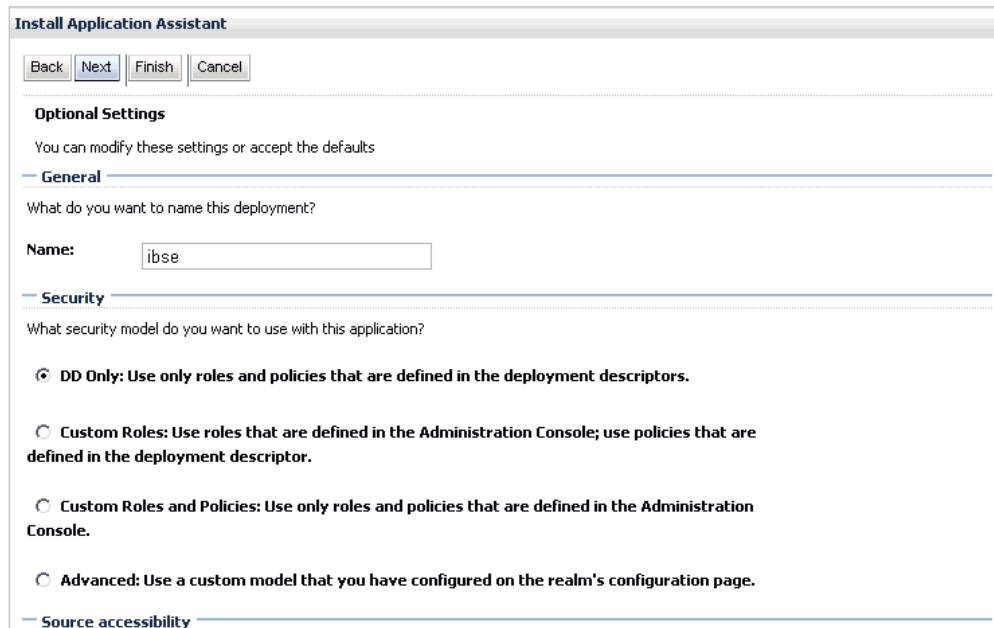 Install Application Assistant
Back Next Finish Cancel
Optional Settings
You can modify these settings or accept the defaults
General
What do you want to name this deployment?
Name: ibse
Security
What security model do you want to use with this application?
DD Only: Use only roles and policies that are defined in the deployment descriptors.
Custom Roles: Use roles that are defined in the Administration Console; use policies that are
defined in the deployment descriptor.
Custom Roles and Policies: Use only roles and policies that are defined in the Administration
Console.
Advanced: Use a custom model that you have configured on the realm's configuration page.
Source accessibility